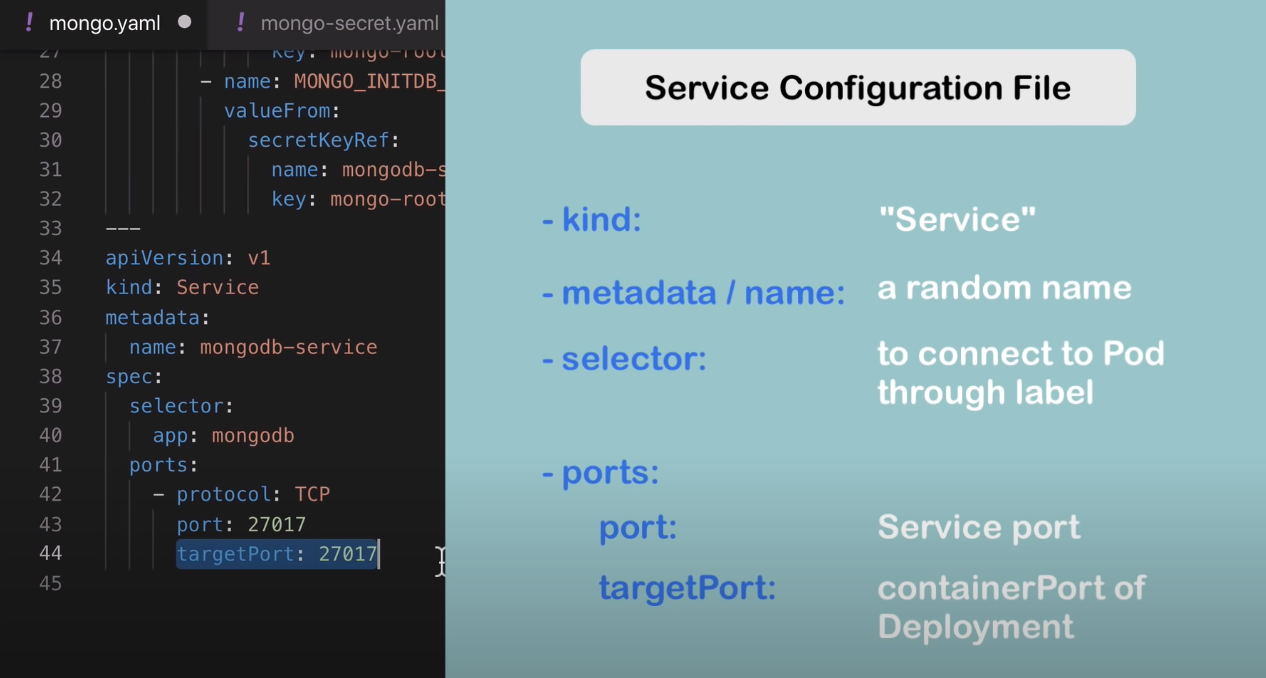 ! mongo.yaml ● ! mongo-secret.yaml
27 key: mongo-root
28 - name: MONGO_INITDB_
29 valueFrom:
30 secretKeyRef:
31 name: mongodb-s
32 key: mongo-root
33 ---
34 apiVersion: v1
35 kind: Service
36 metadata:
37 name: mongodb-service
38 spec:
39 selector:
40 app: mongodb
41 ports:
42 - protocol: TCP
43 port: 27017
44 targetPort: 27017
45
Service Configuration File
- kind: "Service"
- metadata / name: a random name
- selector: to connect to Pod
through label
- ports:
port: Service port
targetPort: containerPort of
Deployment